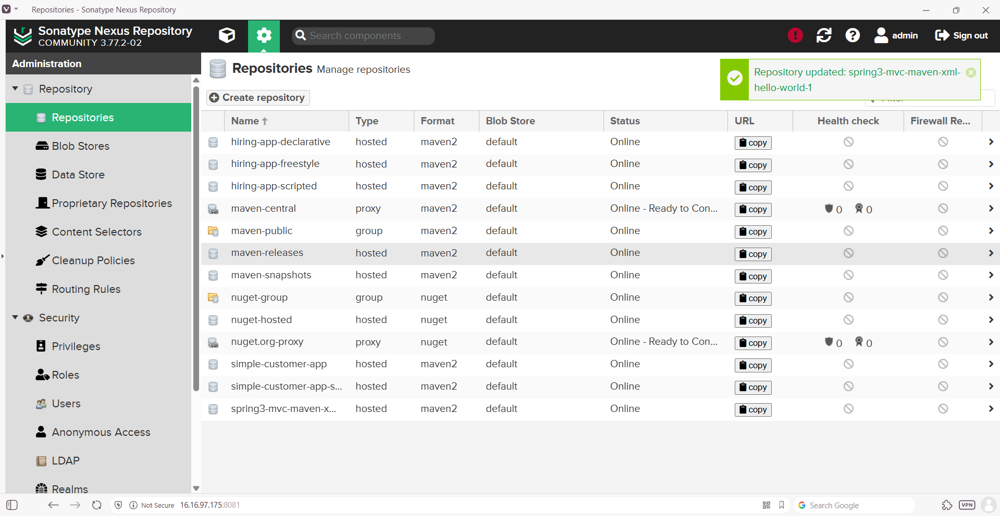 Repositories - Sonatype Nexus Repository
Sonatype Nexus Repository
COMMUNITY 3.77.2-02
Search components
admin
Sign out
Administration
Repository
Repositories
Blob Stores
Data Store
Proprietary Repositories
Content Selectors
Cleanup Policies
Routing Rules
Security
Privileges
Roles
Users
Anonymous Access
LDAP
Realms
Repositories Manage repositories
Repository updated: spring3-mvc-maven-xml-
hello-world-1
Create repository
Name Type Format Blob Store Status URL Health check Firewall Re...
hiring-app-declarative hosted maven2 default Online copy
hiring-app-freestyle hosted maven2 default Online copy
hiring-app-scripted hosted maven2 default Online copy
maven-central proxy maven2 default Online - Ready to Con... copy 0 0
maven-public group maven2 default Online copy
maven-releases hosted maven2 default Online copy
maven-snapshots hosted maven2 default Online copy
nuget-group group nuget default Online copy
nuget-hosted hosted nuget default Online copy
nuget.org-proxy proxy nuget default Online - Ready to Con... copy 0 0
simple-customer-app hosted maven2 default Online copy
simple-customer-app-s... hosted maven2 default Online copy
spring3-mvc-maven-x... hosted maven2 default Online copy
Not Secure 16.16.97.175:8081
Search Google
VPN